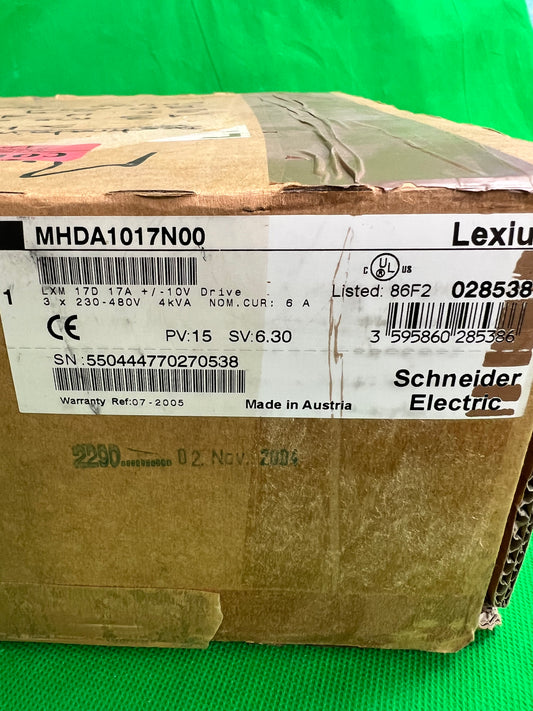 MHDA1017N00
Lexiu
LXM 17D 17A +/-10V Drive
3 x 230-480V 4kVA NOM.CUR: 6 A
1
C UL US
Listed: 86F2 028538
CE
PV:15 SV:6.30
3 595860 285386
SN :550444770270538
Schneider
Electric
Warranty Ref:07-2005
Made in Austria
2290 02. Nov. 2004